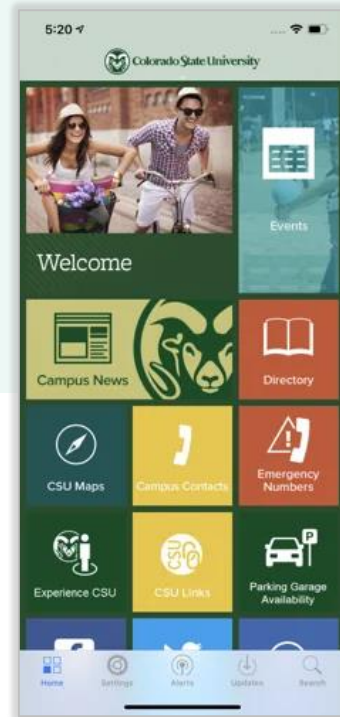 5:20
Colorado State University
Events
Welcome
Campus News
Directory
CSU Maps
Campus Contacts
Emergency
Numbers
Experience CSU
CSU
CSU Links
P
Parking Garage
Availability
Home
Settings
Alerts
Updates
Search